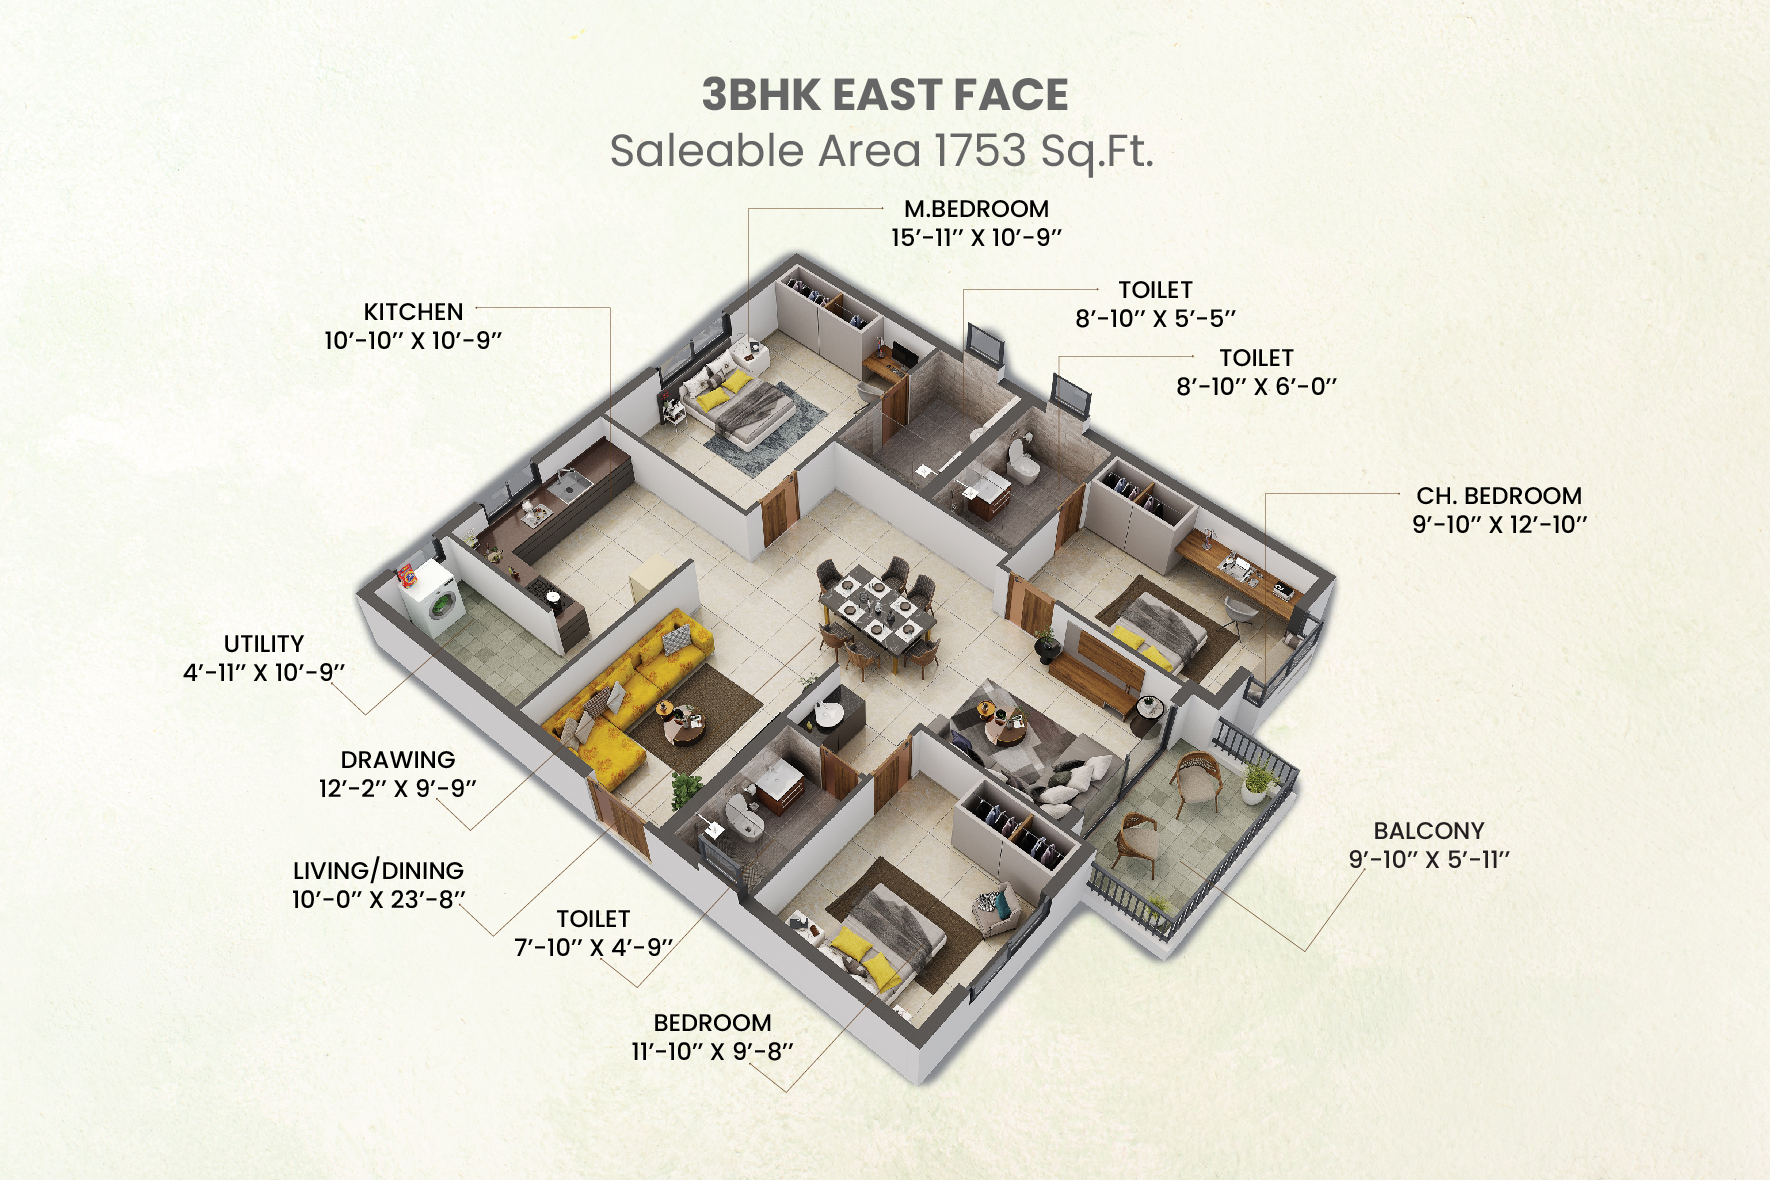 3BHK EAST FACE
Saleable Area 1753 Sq.Ft.
M.BEDROOM
15’-11’’ X 10’-9’’
TOILET
8’-10’’ X 5’-5’’
KITCHEN
10’-10’’ X 10’-9’’
TOILET
8’-10’’ X 6’-0’’
CH. BEDROOM
9’-10’’ X 12’-10’’
UTILITY
4’-11’’ X 10’-9’’
DRAWING
12’-2’’ X 9’-9’’
BALCONY
9’-10’’ X 5’-11’’
LIVING/DINING
10’-0’’ X 23’-8’’
TOILET
7’-10’’ X 4’-9’’
BEDROOM
11’-10’’ X 9’-8’’